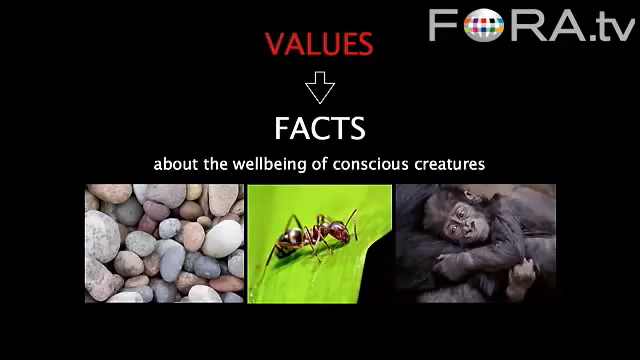 FORA.tv
VALUES
FACTS
about the wellbeing of conscious creatures